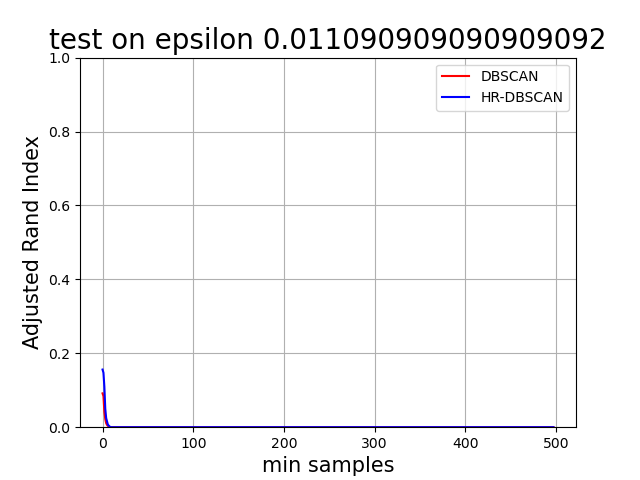 test on epsilon 0.011090909090909092
DBSCAN
HR-DBSCAN
Adjusted Rand Index
1.0
0.8
0.6
0.4
0.2
0.0
0 100 200 300 400 500
min samples